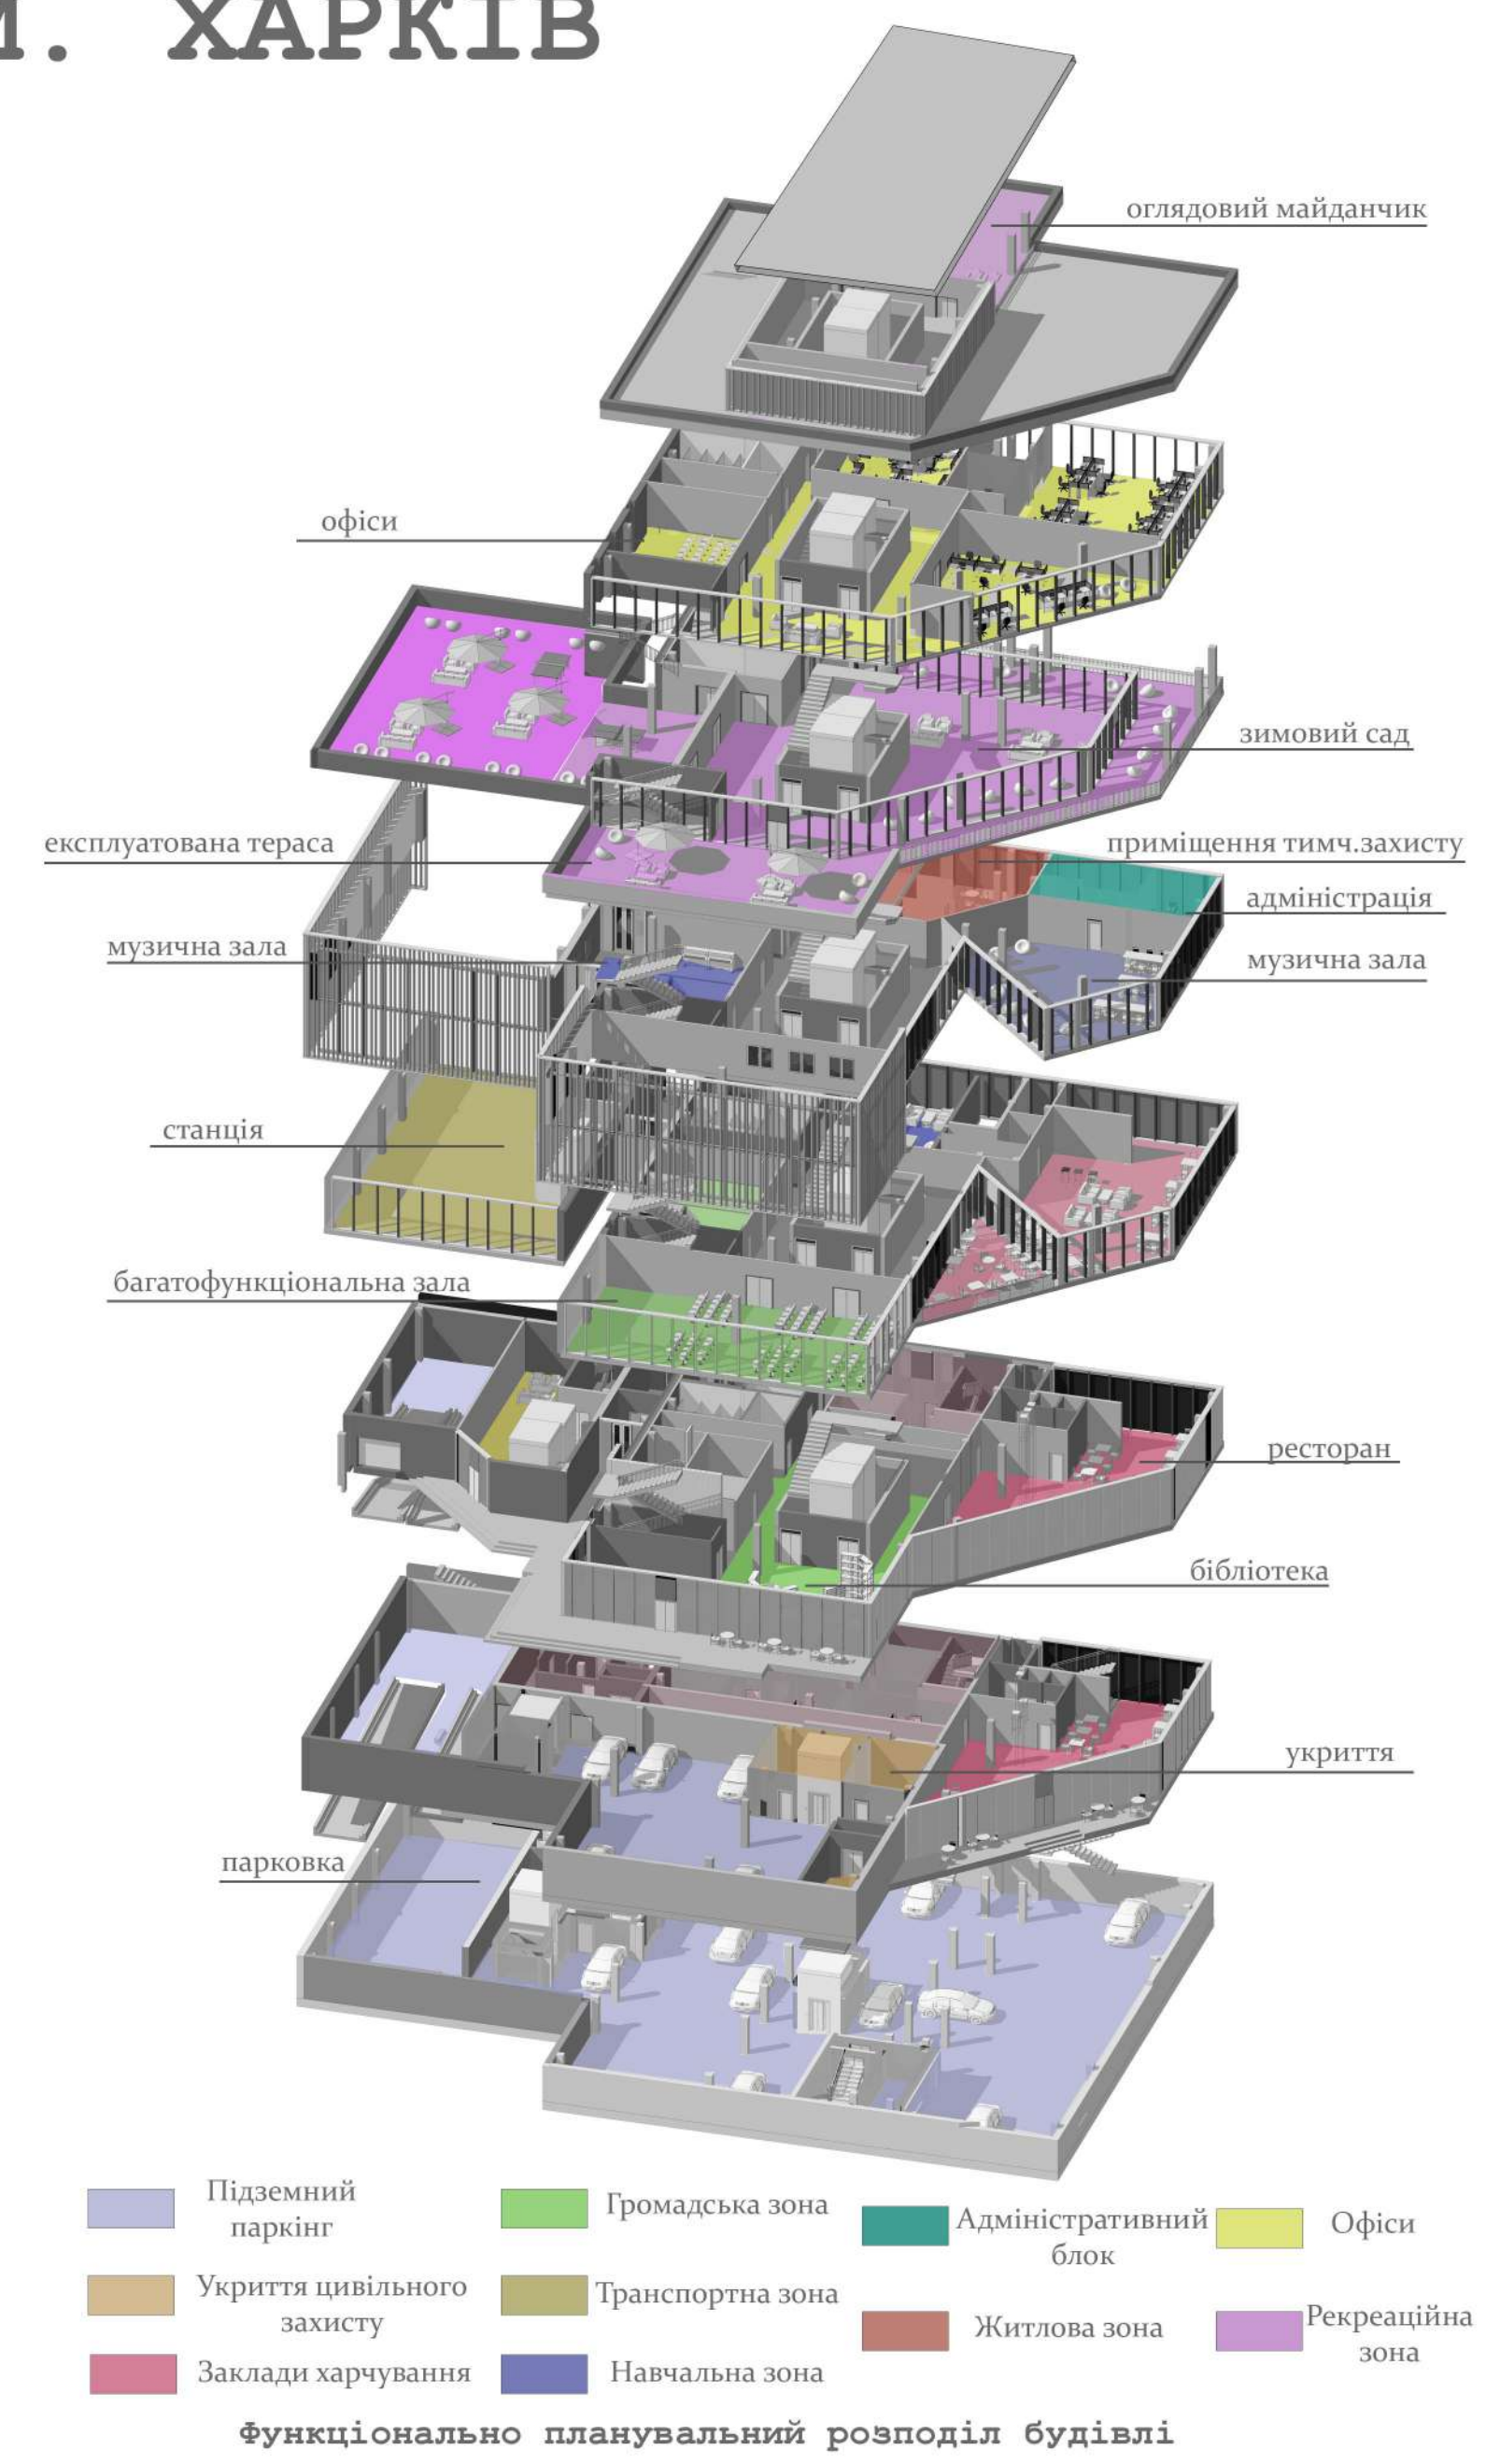 М. ХАРКІВ
оглядовий майданчик
офіси
зимовий сад
експлуатована тераса
приміщення тимч.захисту
адміністрація
музична зала
музична зала
станція
багатофункціональна зала
ресторан
бібліотека
укриття
парковка
Підземний
паркінг
Громадська зона
Адміністративний
блок
Офіси
Укриття цивільного
захисту
Транспортна зона
Житлова зона
Рекреаційна
зона
Заклади харчування
Навчальна зона
Функціонально планувальний розподіл будівлі